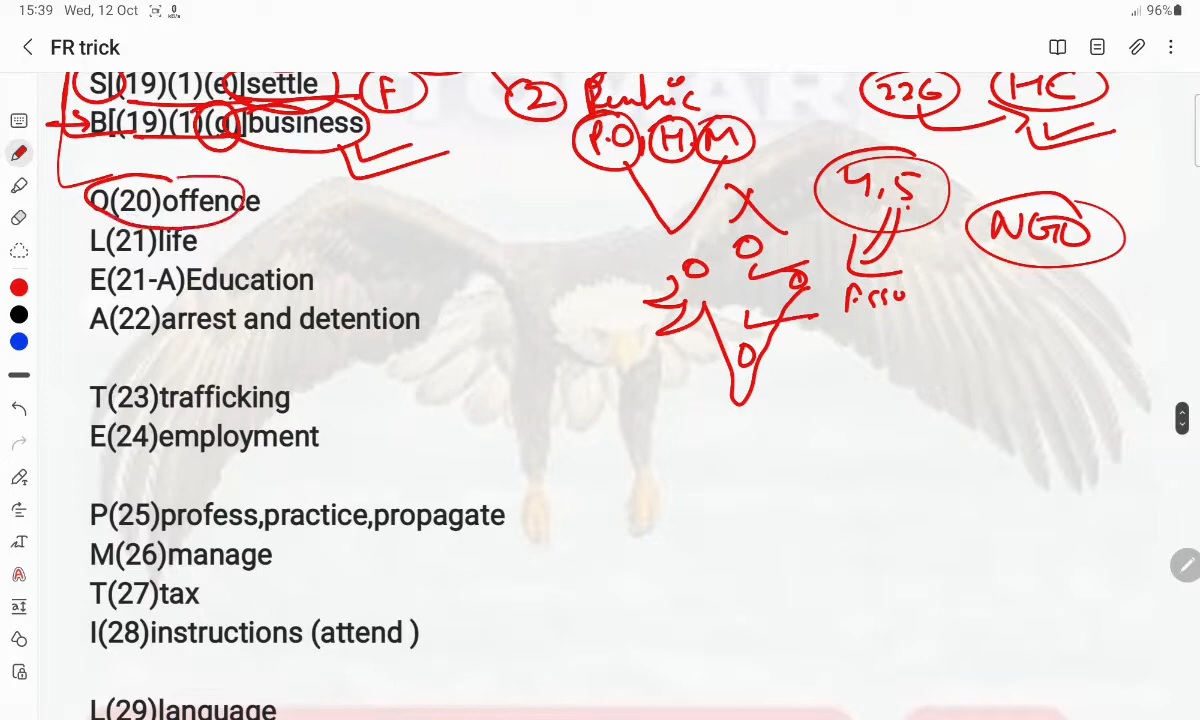 15:39 Wed, 12 Oct 96%
FR trick
S[(19)(1)(e)]settle
F
2
226
HC
B[(19)(1)(g)]business
P.O, H M
4,5
NGO
O(20)offence
L(21)life
E(21-A)Education
A(22)arrest and detention
T(23)trafficking
E(24)employment
P(25)profess,practice,propagate
M(26)manage
T(27)tax
I(28)instructions (attend )
L(29)language